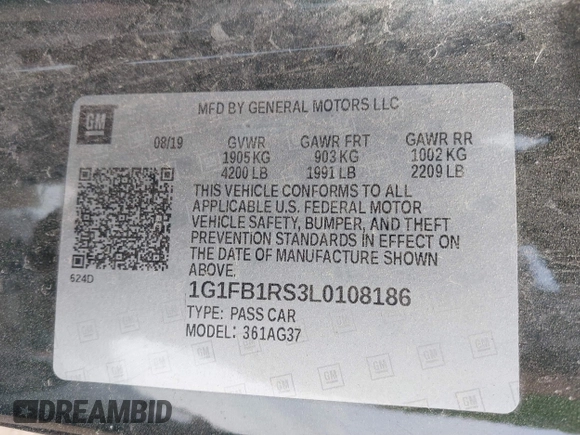 MFD BY GENERAL MOTORS LLC
GM
08/19 GVWR GAWR FRT GAWR RR
1905 KG 903 KG 1002 KG
4200 LB 1991 LB 2209 LB
THIS VEHICLE CONFORMS TO ALL
APPLICABLE U.S. FEDERAL MOTOR
VEHICLE SAFETY, BUMPER, AND THEFT
PREVENTION STANDARDS IN EFFECT ON
THE DATE OF MANUFACTURE SHOWN
ABOVE.
624D
1G1FB1RS3L0108186
TYPE: PASS CAR
MODEL: 361AG37
DREAMBID